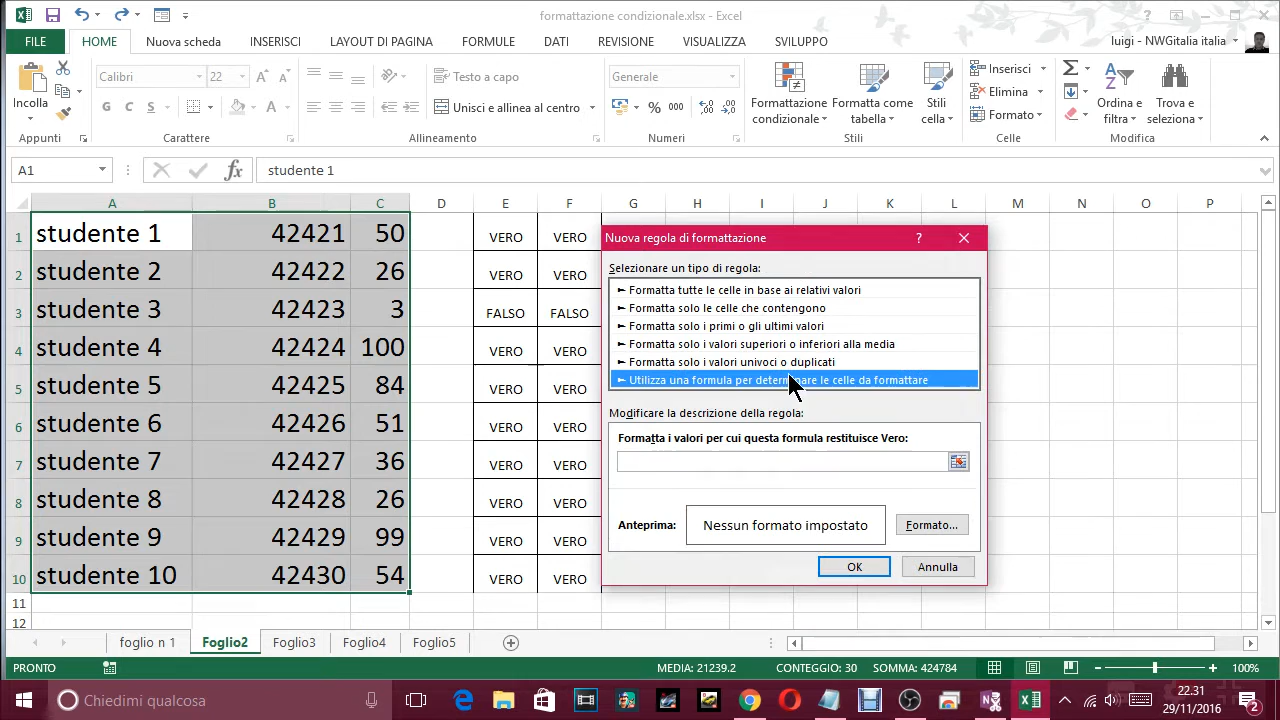 formattazione condizionale.xlsx - Excel
FILE HOME Nuova scheda INSERISCI LAYOUT DI PAGINA FORMULE DATI REVISIONE VISUALIZZA SVILUPPO luigi - NWGitalia italia
Incolla
Calibri 22
G C S A
Testo a capo
Unisci e allinea al centro
Generale
% 000
Formattazione condizionale
Formatta come tabella
Stili cella
Inserisci
Elimina
Formato
Ordina e filtra
Trova e seleziona
Appunti Carattere Allineamento Numeri Stili Celle Modifica
A1 fx studente 1
A B C D E F G H I J K L M N O P
1 studente 1 42421 50 VERO VERO
2 studente 2 42422 26 VERO VERO
3 studente 3 42423 3 FALSO FALSO
4 studente 4 42424 100 VERO VERO
5 studente 5 42425 84 VERO VERO
6 studente 6 42426 51 VERO VERO
7 studente 7 42427 36 VERO VERO
8 studente 8 42428 26 VERO VERO
9 studente 9 42429 99 VERO VERO
10 studente 10 42430 54 VERO VERO
11
12
Nuova regola di formattazione ?
Selezionare un tipo di regola:
Formatta tutte le celle in base ai relativi valori
Formatta solo le celle che contengono
Formatta solo i primi o gli ultimi valori
Formatta solo i valori superiori o inferiori alla media
Formatta solo i valori univoci o duplicati
Utilizza una formula per determinare le celle da formattare
Modificare la descrizione della regola:
Formatta i valori per cui questa formula restituisce Vero:
Anteprima: Nessun formato impostato Formato...
OK Annulla
foglio n 1 Foglio2 Foglio3 Foglio4 Foglio5
PRONTO MEDIA: 21239.2 CONTEGGIO: 30 SOMMA: 424784 100%
Chiedimi qualcosa
22.31
29/11/2016
2